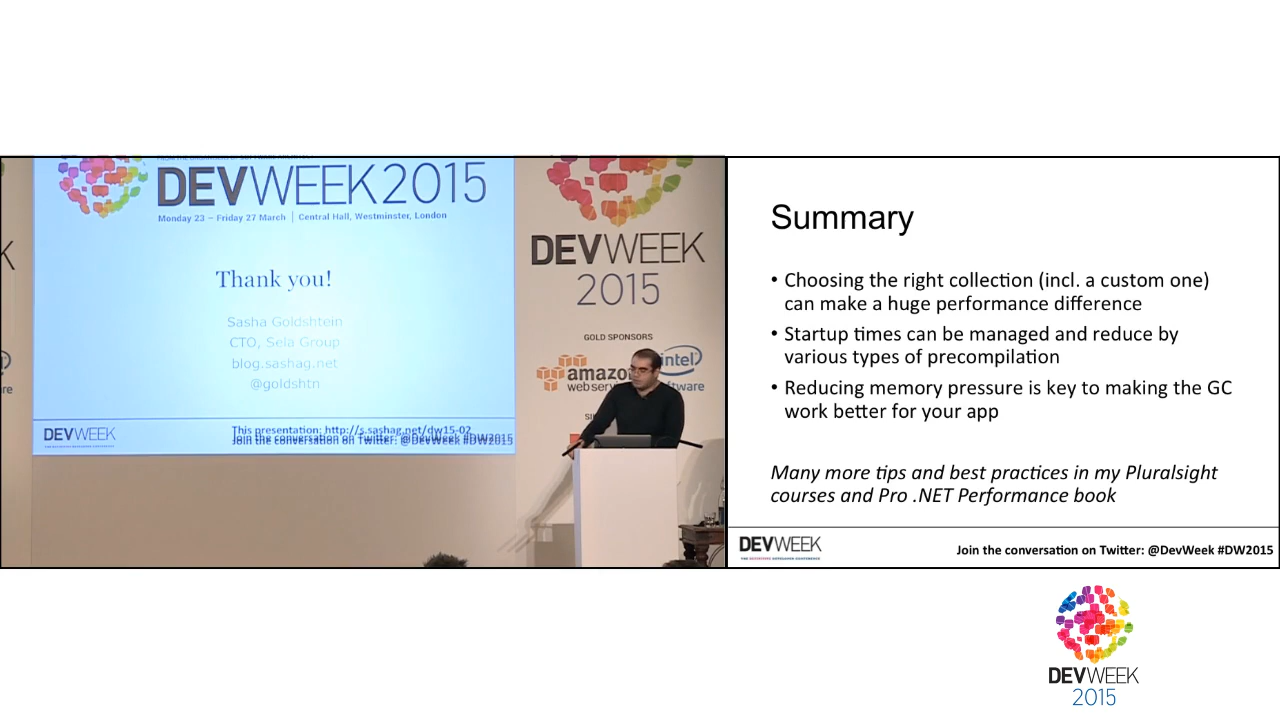 DEVWEEK2015
Monday 23 – Friday 27 March | Central Hall, Westminster, London
Thank you!
Sasha Goldshtein
CTO, Sela Group
blog.sashag.net
@goldshtn
DEVWEEK
This presentation: http://s.sashag.net/dw15-02
Join the conversation on Twitter: @DevWeek #DW2015
DEVWEEK
2015
GOLD SPONSORS
amazon
intel
Summary
• Choosing the right collection (incl. a custom one)
can make a huge performance difference
• Startup times can be managed and reduce by
various types of precompilation
• Reducing memory pressure is key to making the GC
work better for your app
Many more tips and best practices in my Pluralsight
courses and Pro .NET Performance book
DEVWEEK
Join the conversation on Twitter: @DevWeek #DW2015
DEVWEEK
2015